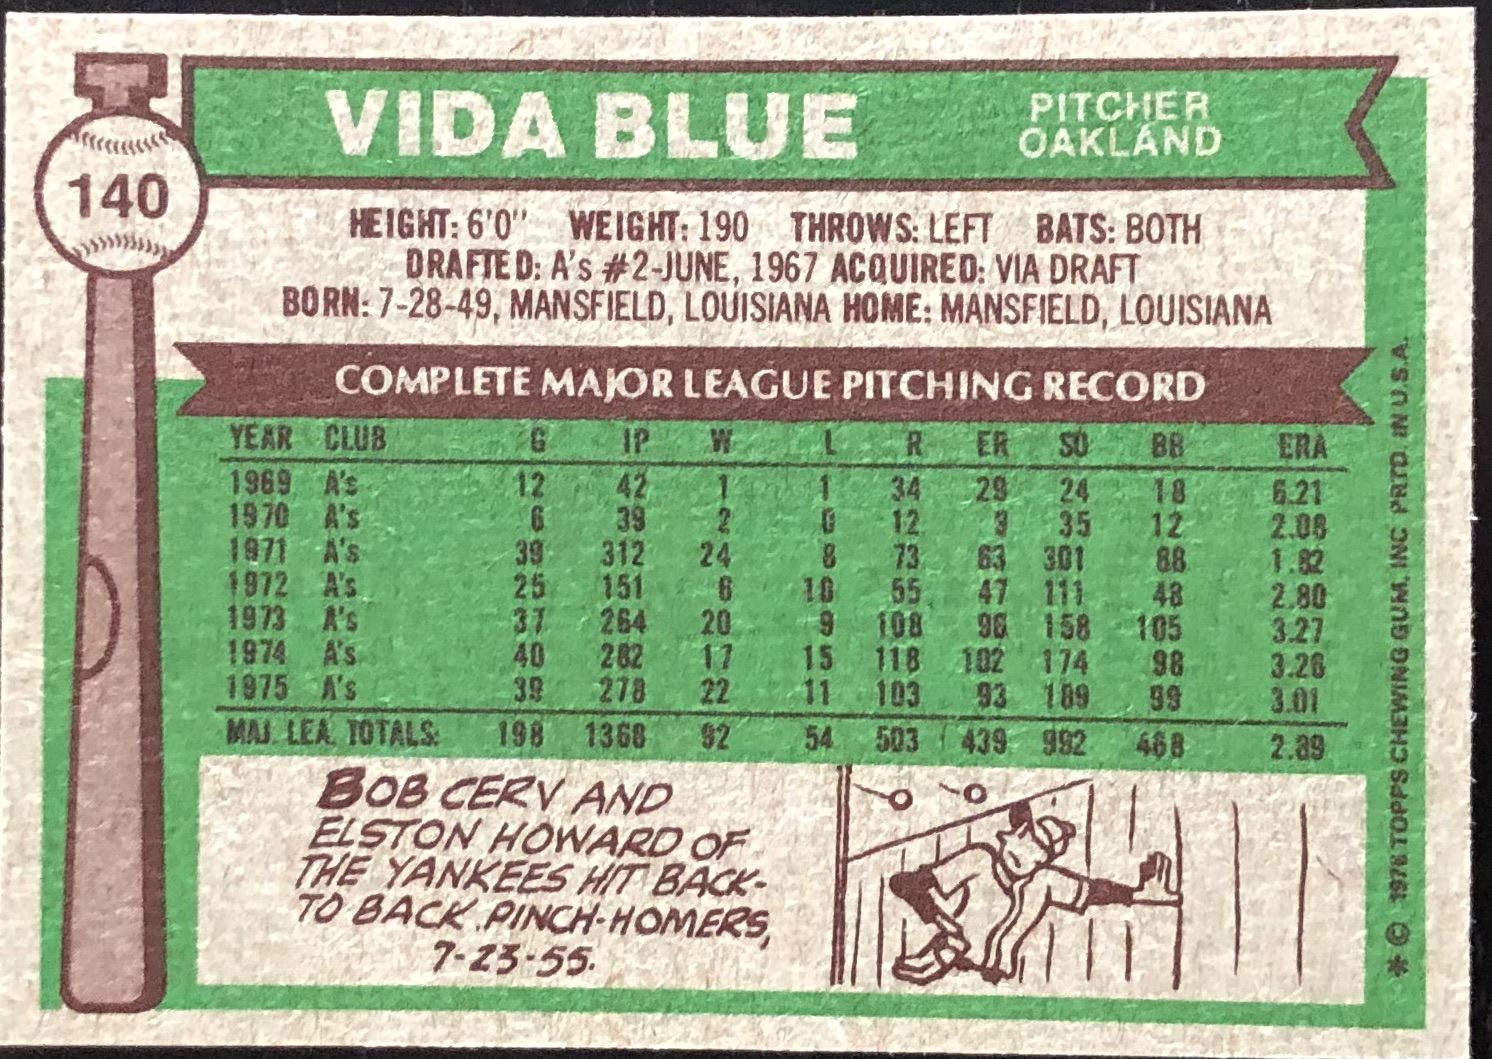 VIDA BLUE
PITCHER
OAKLAND
140
HEIGHT: 6'0" WEIGHT: 190 THROWS: LEFT BATS: BOTH
DRAFTED: A's #2-JUNE, 1967 ACQUIRED: VIA DRAFT
BORN: 7-28-49, MANSFIELD, LOUISIANA HOME: MANSFIELD, LOUISIANA
COMPLETE MAJOR LEAGUE PITCHING RECORD
YEAR CLUB G IP W L R ER SO BB ERA
1969 A's 12 42 1 1 34 29 24 18 6.21
1970 A's 6 39 2 0 12 9 35 12 2.08
1971 A's 39 312 24 8 73 63 301 88 1.82
1972 A's 25 151 6 10 55 47 111 48 2.80
1973 A's 37 264 20 9 108 96 158 105 3.27
1974 A's 40 282 17 15 118 102 174 98 3.26
1975 A's 39 278 22 11 103 93 189 99 3.01
MAJ. LEA. TOTALS: 198 1368 92 54 503 439 992 468 2.89
BOB CERV AND
ELSTON HOWARD OF
THE YANKEES HIT BACK-
TO BACK PINCH-HOMERS,
7-23-55.
* © 1976 TOPPS CHEWING GUM, INC PRTD. IN U.S.A.